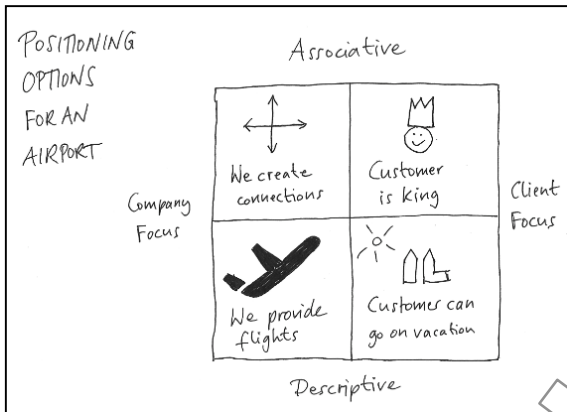 POSITIONING
OPTIONS
FOR AN
AIRPORT
Associative
We create
connections
Customer
is king
Company
Focus
Client
Focus
We provide
flights
Customer can
go on vacation
Descriptive